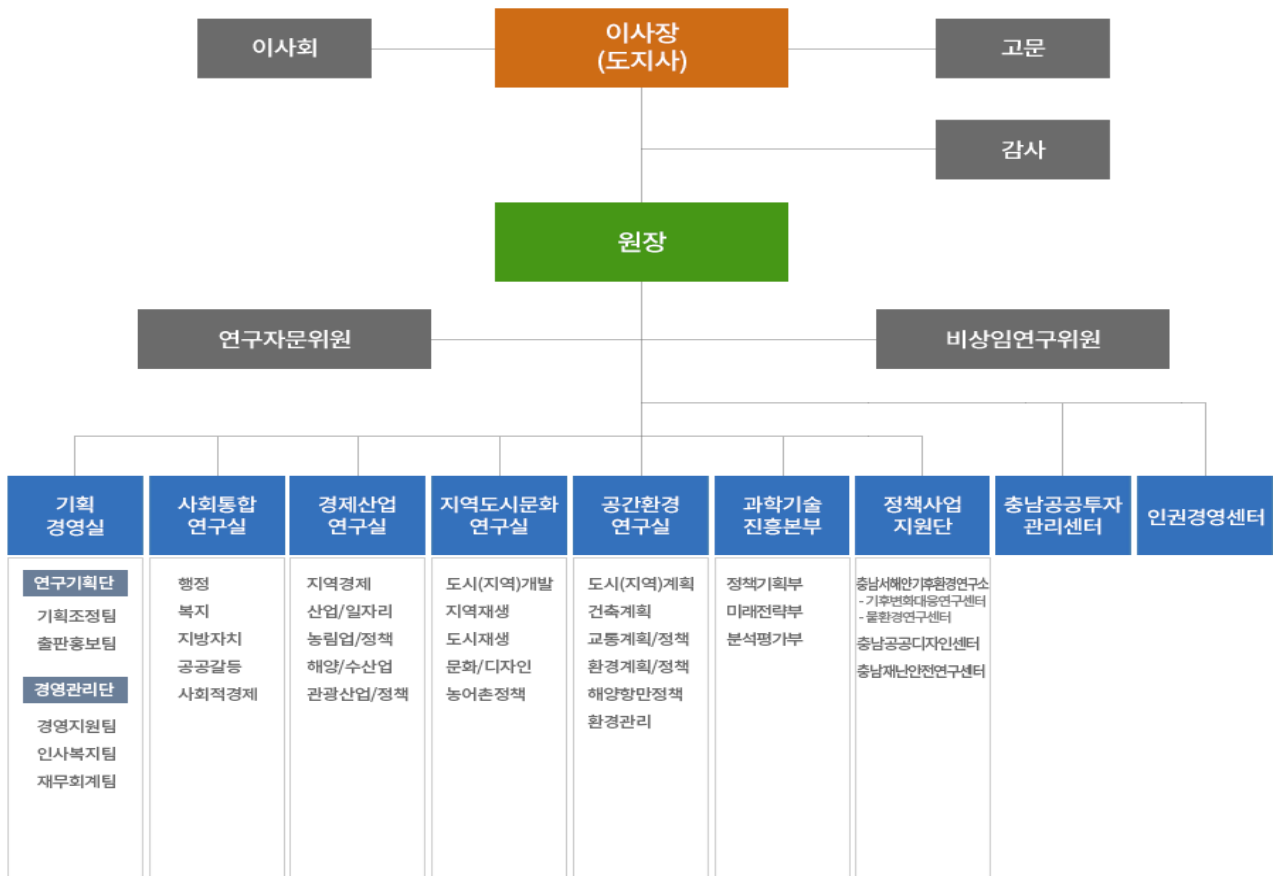 이사회
이사장
(도지사)
고문
감사
원장
연구자문위원
비상임연구위원
기획
경영실
사회통합
연구실
경제산업
연구실
지역도시문화
연구실
공간환경
연구실
과학기술
진흥본부
정책사업
지원단
충남공공투자
관리센터
인권경영센터
연구기획단
기획조정팀
출판홍보팀
경영관리단
경영지원팀
인사복지팀
재무회계팀
행정
복지
지방자치
공공갈등
사회적경제
지역경제
산업/일자리
농림업/정책
해양/수산업
관광산업/정책
도시(지역)개발
지역재생
도시재생
문화/디자인
농어촌정책
도시(지역)계획
건축계획
교통계획/정책
환경계획/정책
해양항만정책
환경관리
정책기획부
미래전략부
분석평가부
충남서해안기후환경연구소
- 기후변화대응연구센터
- 물환경연구센터
충남공공디자인센터
충남재난안전연구센터